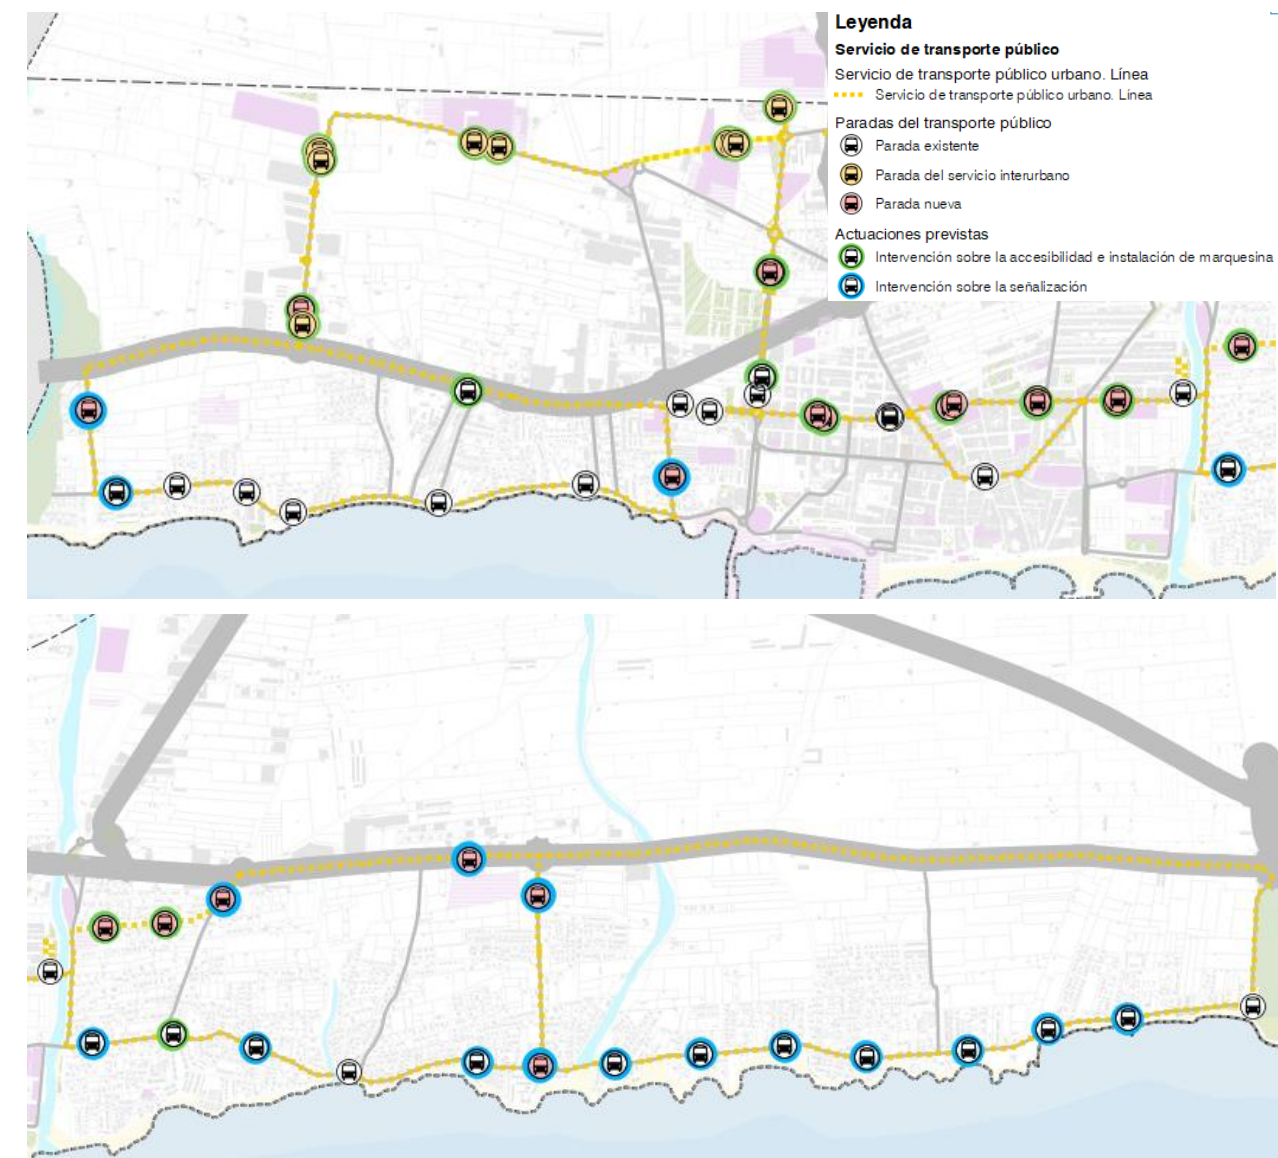 Leyenda
Servicio de transporte público
Servicio de transporte público urbano. Línea
Servicio de transporte público urbano. Línea
Paradas del transporte público
Parada existente
Parada del servicio interurbano
Parada nueva
Actuaciones previstas
Intervención sobre la accesibilidad e instalación de marquesina
Intervención sobre la señalización